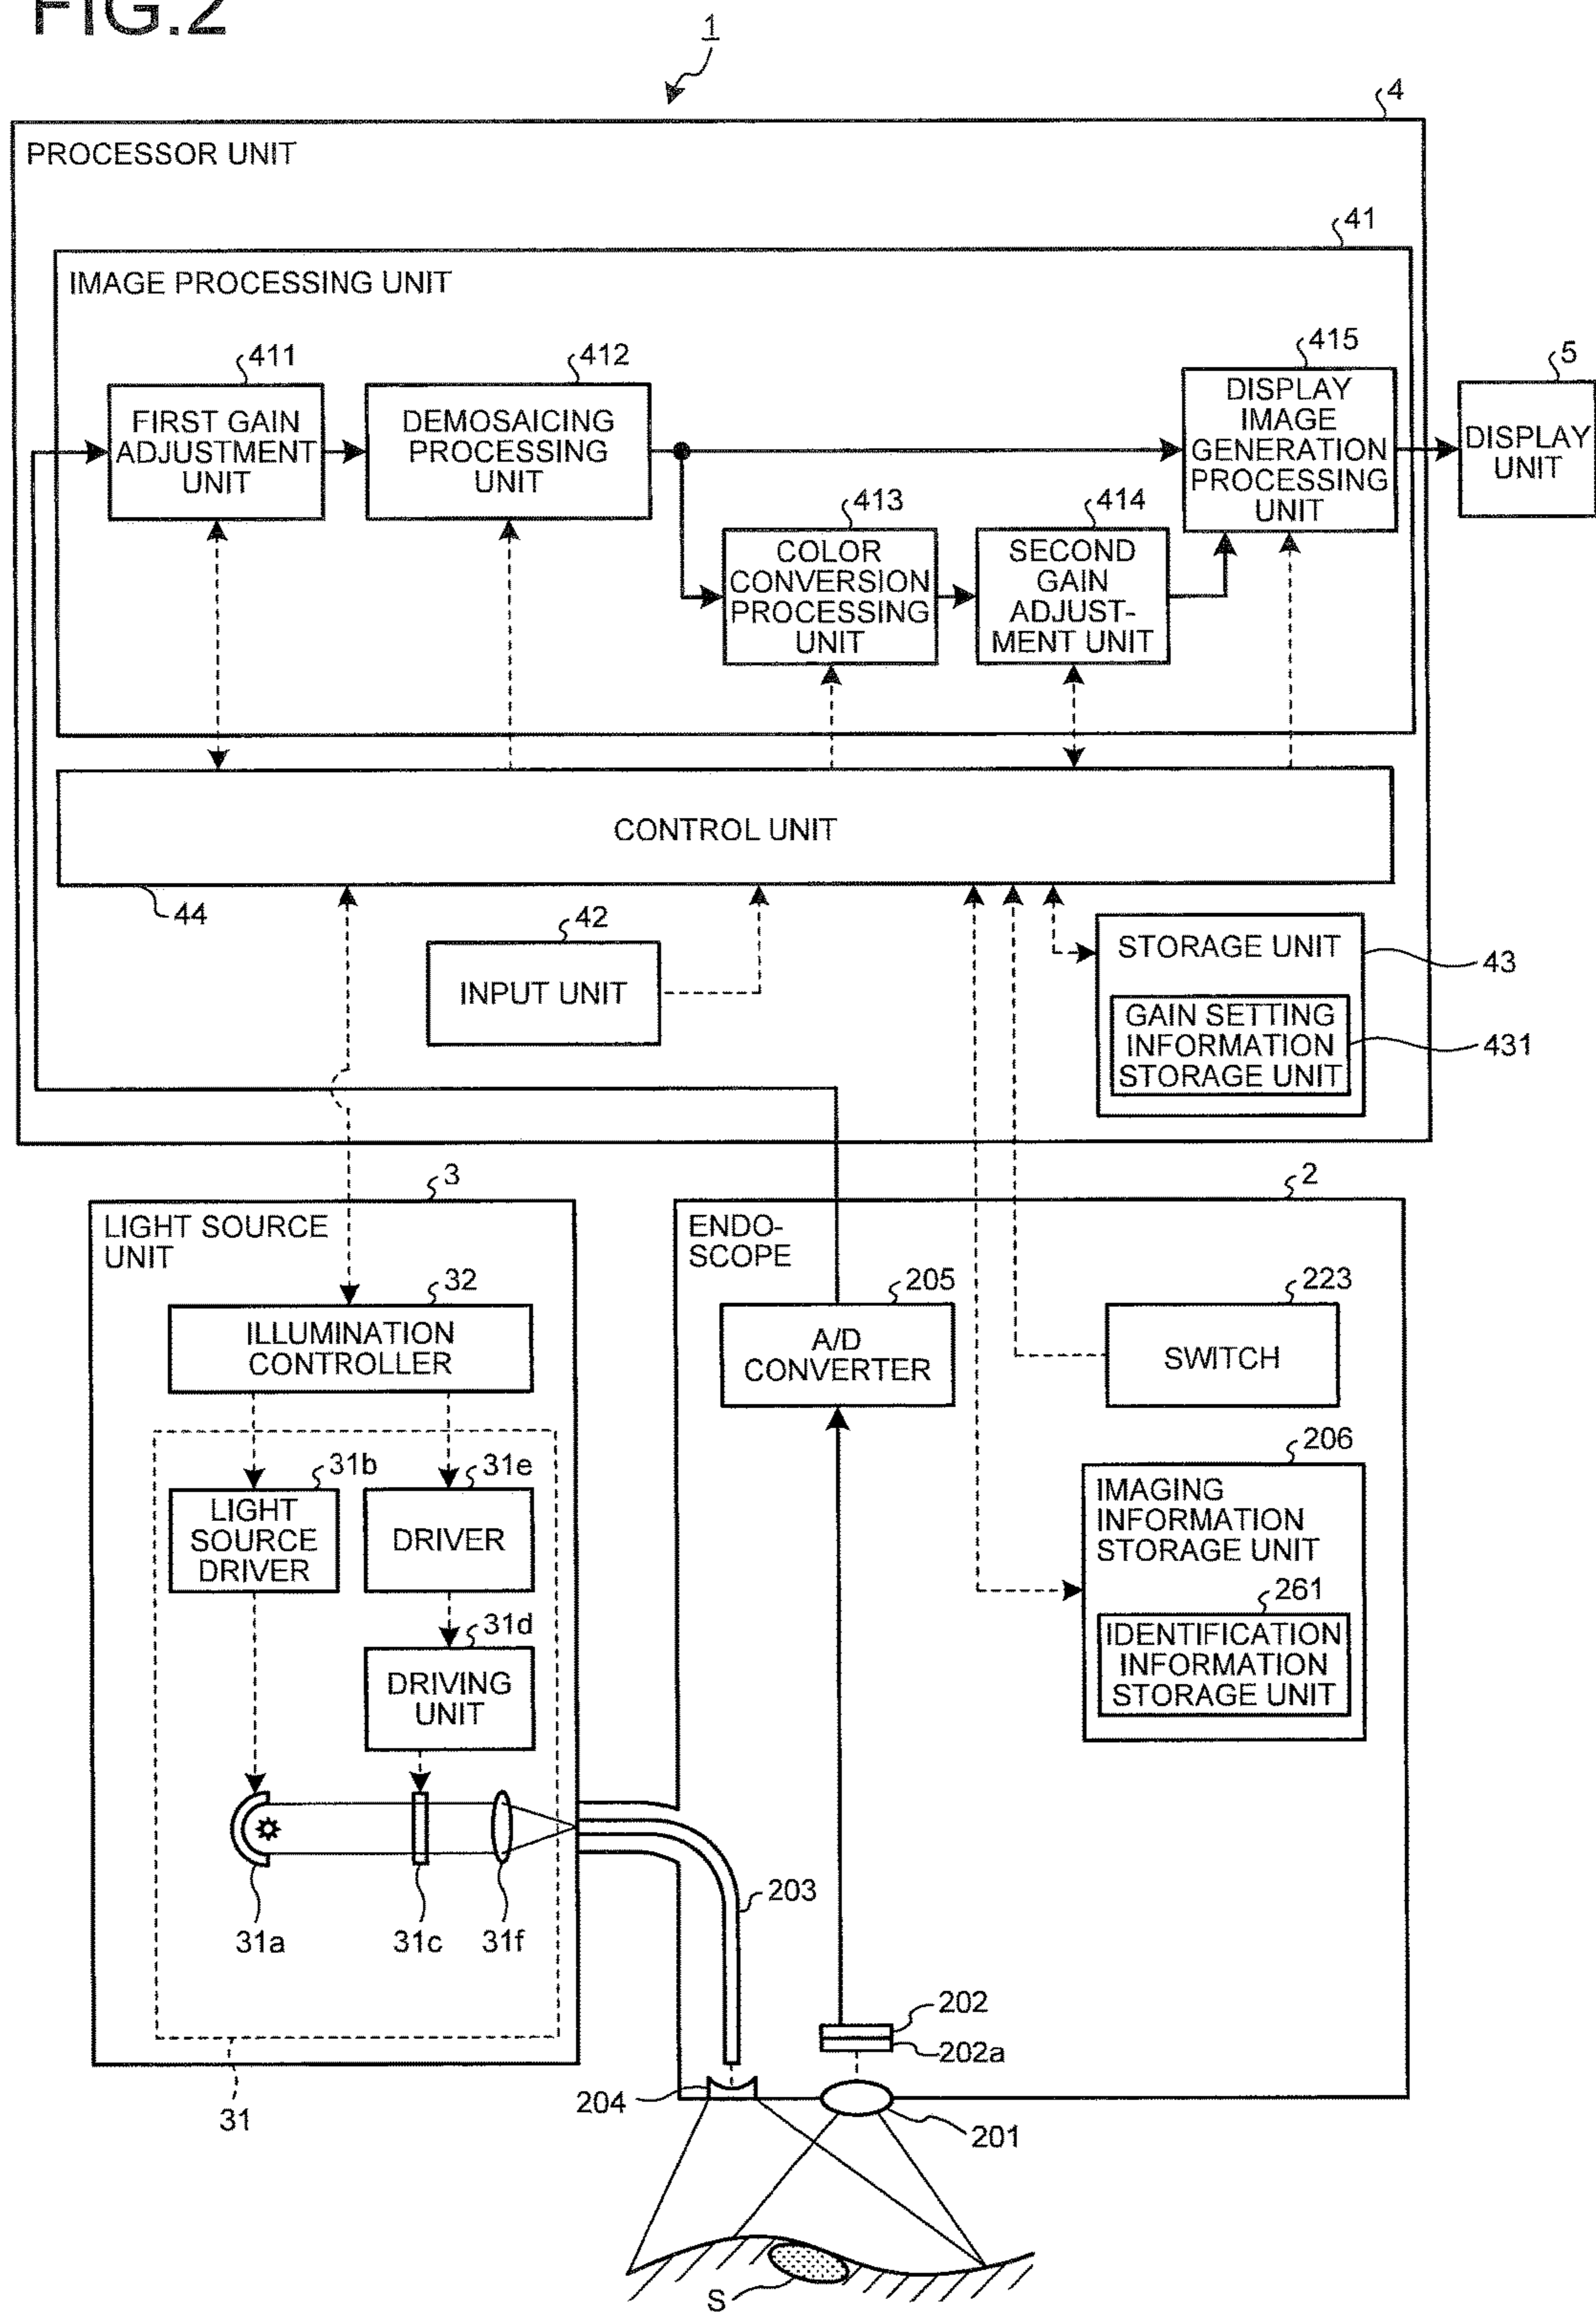 FIG.2
1
4
PROCESSOR UNIT
41
IMAGE PROCESSING UNIT
411
FIRST GAIN
ADJUSTMENT
UNIT
412
DEMOSAICING
PROCESSING
UNIT
415
DISPLAY
IMAGE
GENERATION
PROCESSING
UNIT
5
DISPLAY
UNIT
413
COLOR
CONVERSION
PROCESSING
UNIT
414
SECOND
GAIN
ADJUST-
MENT UNIT
CONTROL UNIT
44
42
INPUT UNIT
STORAGE UNIT
43
GAIN SETTING
INFORMATION
STORAGE UNIT
431
3
LIGHT SOURCE
UNIT
32
ILLUMINATION
CONTROLLER
31b
LIGHT
SOURCE
DRIVER
31e
DRIVER
31d
DRIVING
UNIT
31a
31c
31f
31
2
ENDO-
SCOPE
205
A/D
CONVERTER
223
SWITCH
206
IMAGING
INFORMATION
STORAGE UNIT
261
IDENTIFICATION
INFORMATION
STORAGE UNIT
203
202
202a
204
201
S